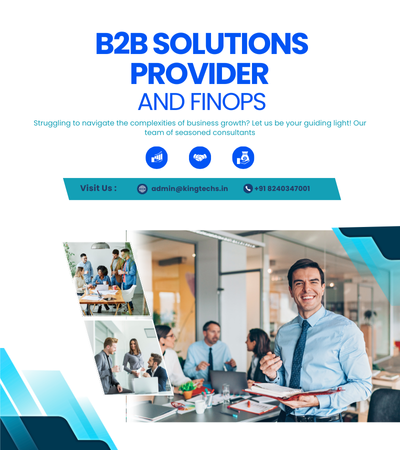 B2B SOLUTIONS
PROVIDER
AND FINOPS
Struggling to navigate the complexities of business growth? Let us be your guiding light! Our
team of seasoned consultants
Visit Us : admin@kingtechs.in +91 8240347001